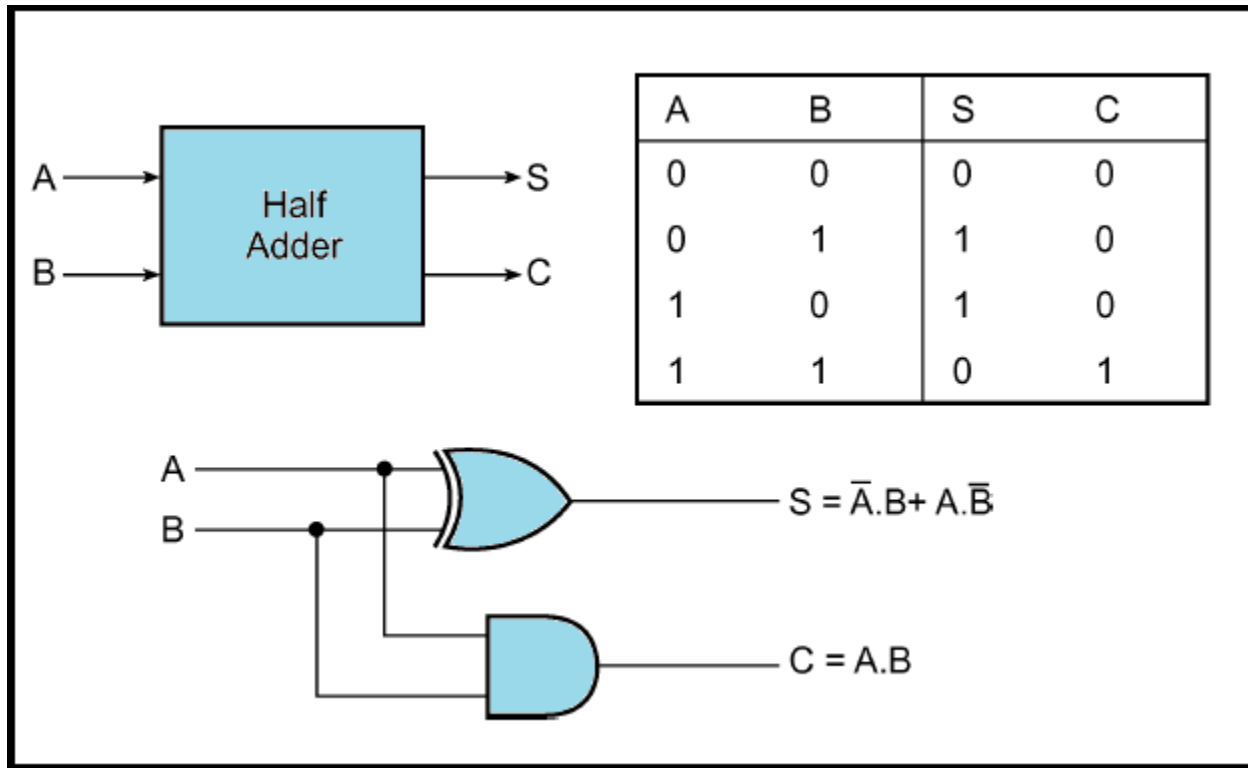 A
B
Half
Adder
S
C
A B S C
0 0 0 0
0 1 1 0
1 0 1 0
1 1 0 1
A
B
S = A̅.B+ A.B̅
C = A.B